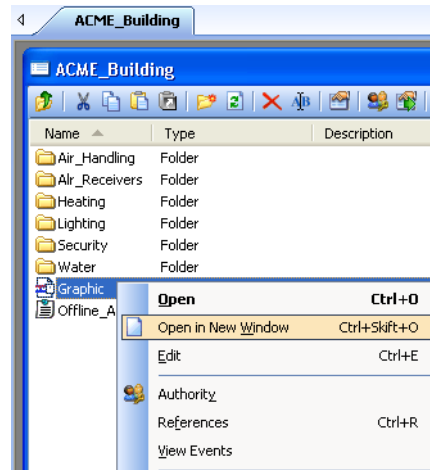 ACME_Building
ACME_Building
Name Type Description
Air_Handling Folder
AIr_Receivers Folder
Heating Folder
Lighting Folder
Security Folder
Water Folder
Graphic
Open Ctrl+O
Offline_A
Open in New Window Ctrl+Skift+O
Edit Ctrl+E
Authority
References Ctrl+R
View Events